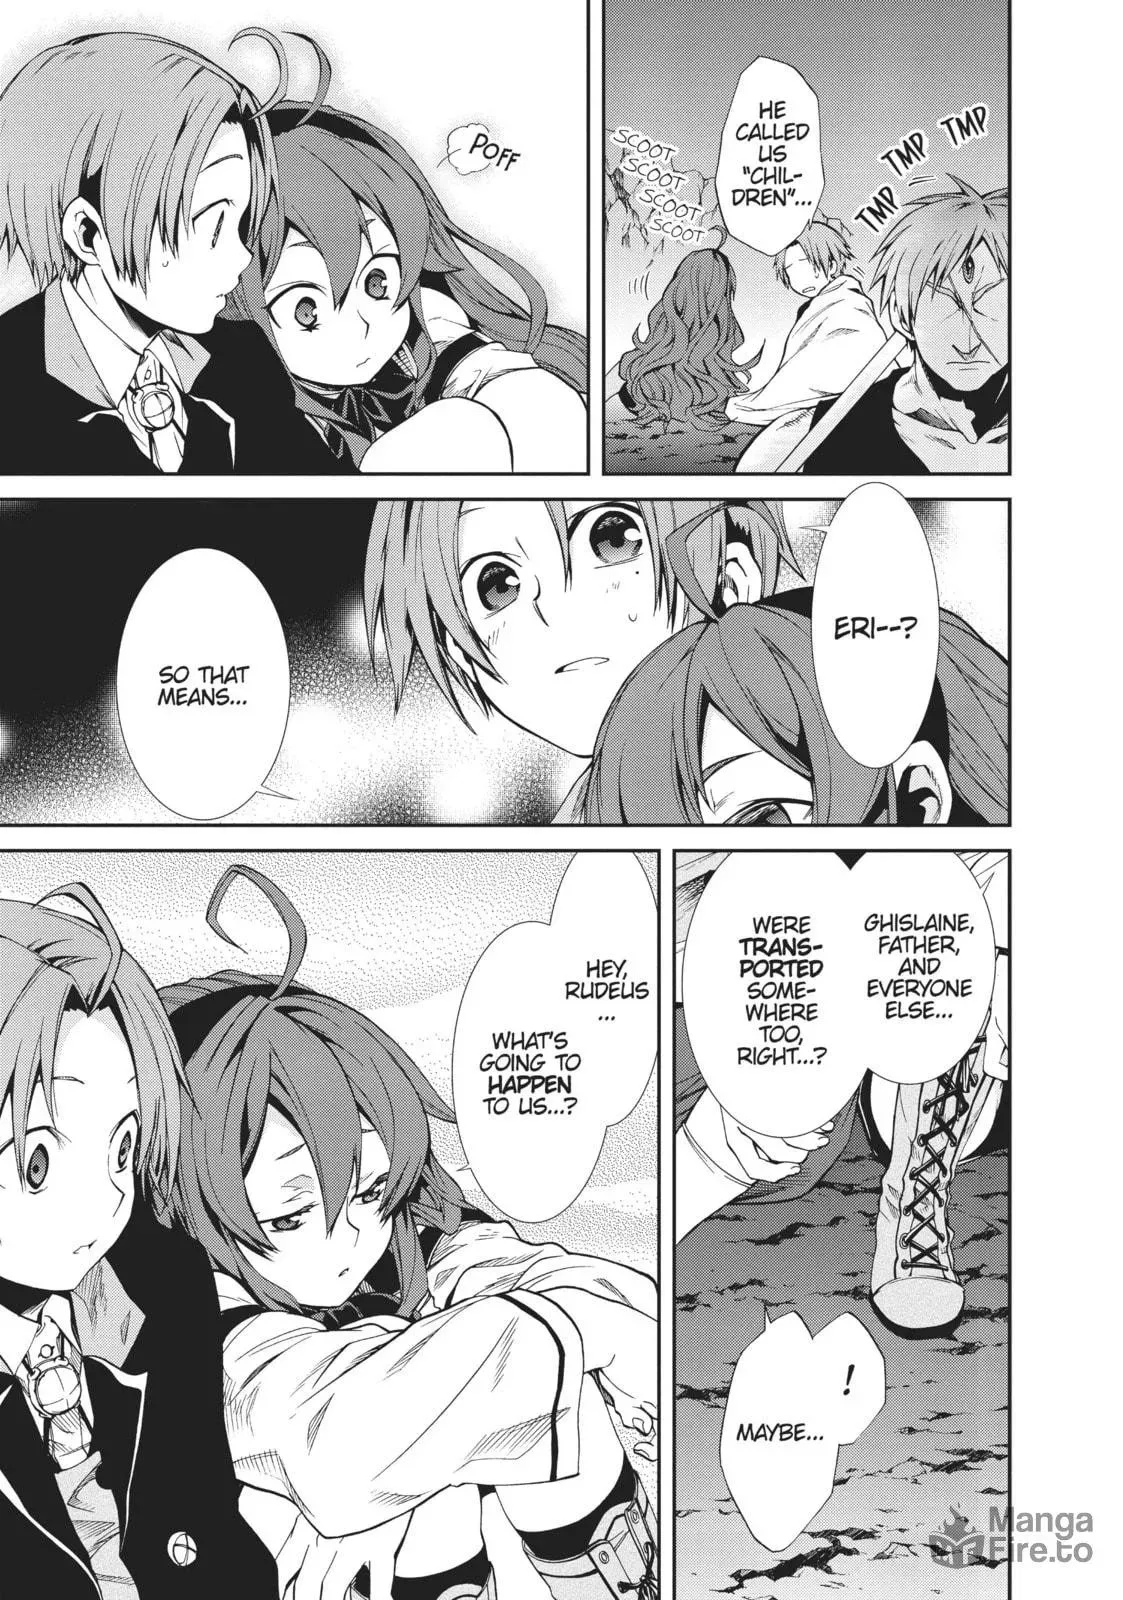 HE
CALLED
US
"CHIL-
DREN"...
TMP TMP
TMP TMP
SCOOT
SCOOT
SCOOT
SCOOT
POFF
ERI--?
SO THAT
MEANS...
GHISLAINE,
FATHER,
AND
EVERYONE
ELSE...
WERE
TRANS-
PORTED
SOME-
WHERE
TOO,
RIGHT...?
!
MAYBE...
HEY,
RUDEUS
...
WHAT'S
GOING TO
HAPPEN
TO US...?
Manga
Fire.to